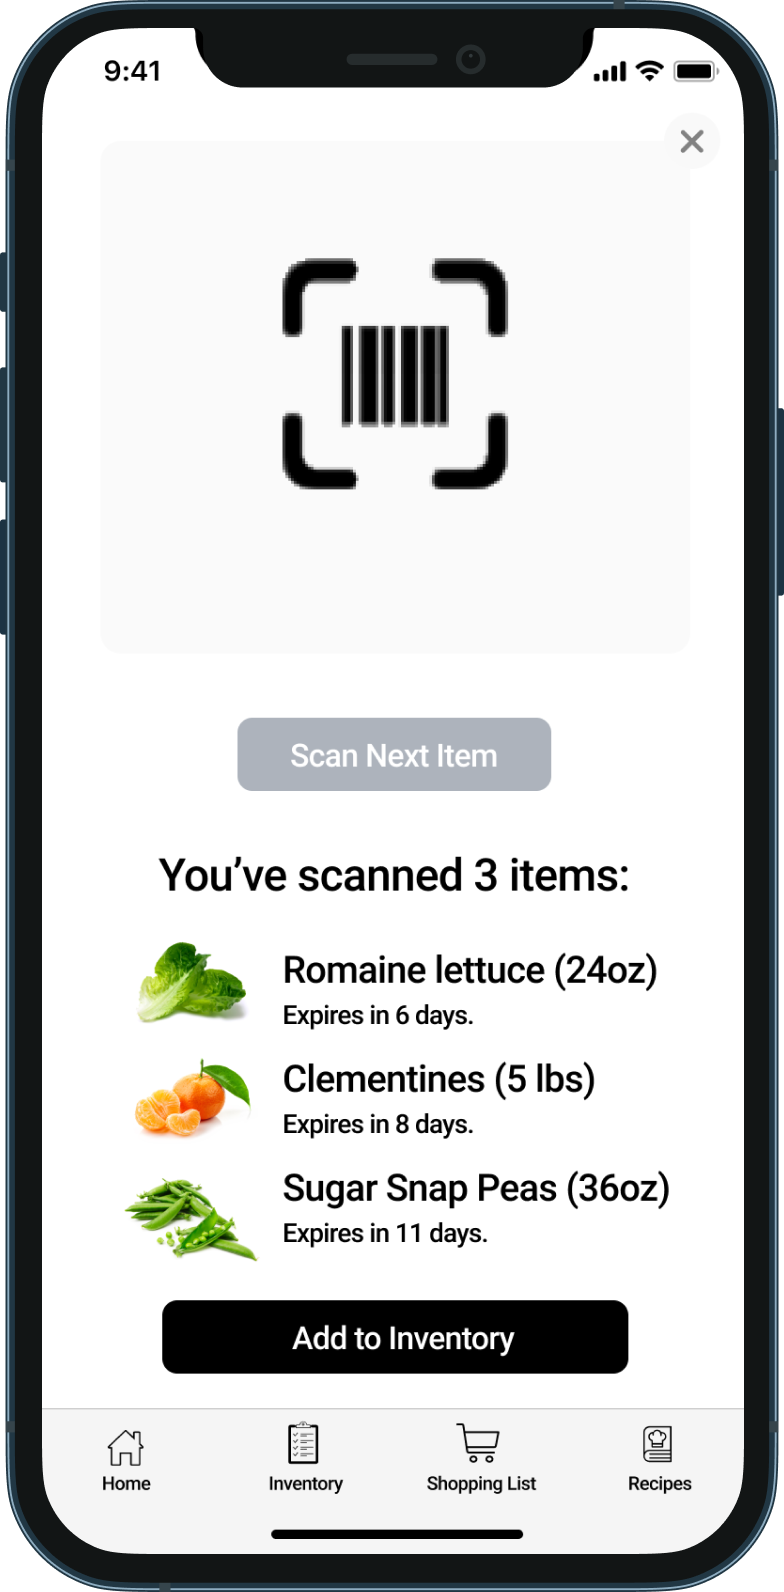 9:41
Scan Next Item
You’ve scanned 3 items:
Romaine lettuce (24oz)
Expires in 6 days.
Clementines (5 lbs)
Expires in 8 days.
Sugar Snap Peas (36oz)
Expires in 11 days.
Add to Inventory
Home
Inventory
Shopping List
Recipes